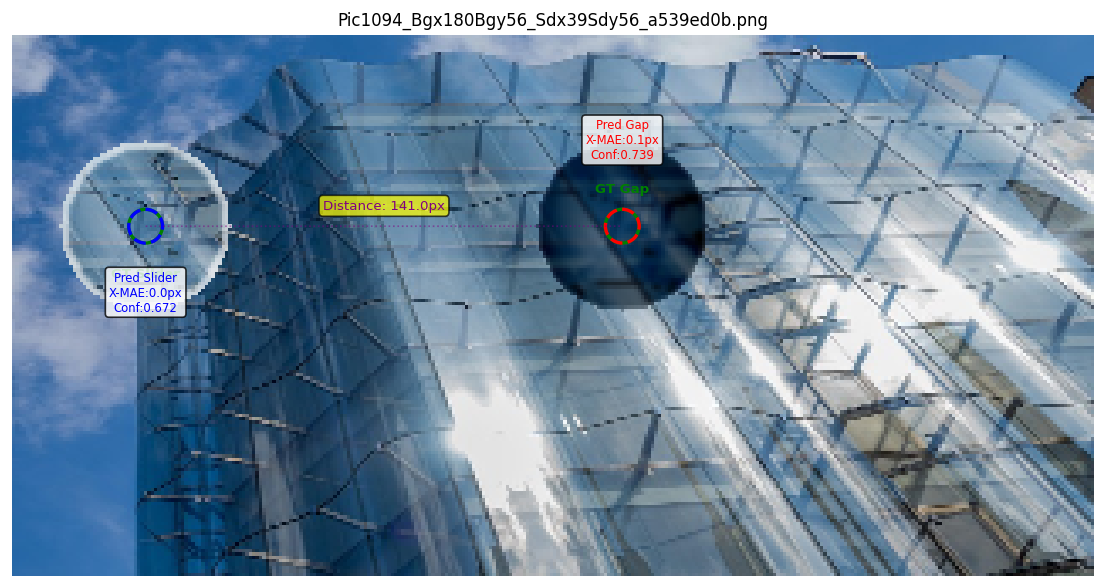 Pic1094_Bgx180Bgy56_Sdx39Sdy56_a539ed0b.png
Pred Gap
X-MAE:0.1px
Conf:0.739
GT Gap
Distance: 141.0px
Pred Slider
X-MAE:0.0px
Conf:0.672